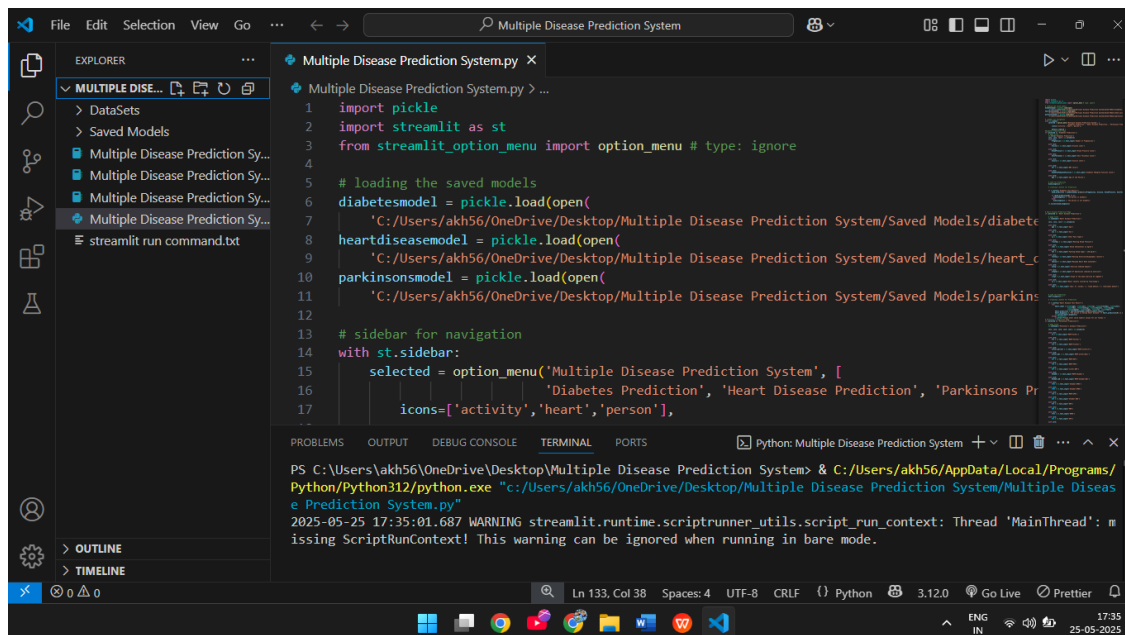 File Edit Selection View Go ··· Multiple Disease Prediction System
EXPLORER ···
MULTIPLE DISE...
DataSets
Saved Models
Multiple Disease Prediction Sy...
Multiple Disease Prediction Sy...
Multiple Disease Prediction Sy...
Multiple Disease Prediction Sy...
streamlit run command.txt
OUTLINE
TIMELINE
Multiple Disease Prediction System.py
Multiple Disease Prediction System.py > ...
1 import pickle
2 import streamlit as st
3 from streamlit_option_menu import option_menu # type: ignore
4
5 # loading the saved models
6 diabetesmodel = pickle.load(open(
7 'C:/Users/akh56/OneDrive/Desktop/Multiple Disease Prediction System/Saved Models/diabete
8 heartdiseasemodel = pickle.load(open(
9 'C:/Users/akh56/OneDrive/Desktop/Multiple Disease Prediction System/Saved Models/heart_d
10 parkinsonsmodel = pickle.load(open(
11 'C:/Users/akh56/OneDrive/Desktop/Multiple Disease Prediction System/Saved Models/parkins
12
13 # sidebar for navigation
14 with st.sidebar:
15 selected = option_menu('Multiple Disease Prediction System', [
16 'Diabetes Prediction', 'Heart Disease Prediction', 'Parkinsons Pr
17 icons=['activity','heart','person'],
PROBLEMS OUTPUT DEBUG CONSOLE TERMINAL PORTS Python: Multiple Disease Prediction System
PS C:\Users\akh56\OneDrive\Desktop\Multiple Disease Prediction System> & C:/Users/akh56/AppData/Local/Programs/
Python/Python312/python.exe "c:/Users/akh56/OneDrive/Desktop/Multiple Disease Prediction System/Multiple Diseas
e Prediction System.py"
2025-05-25 17:35:01.687 WARNING streamlit.runtime.scriptrunner_utils.script_run_context: Thread 'MainThread': m
issing ScriptRunContext! This warning can be ignored when running in bare mode.
0 0 Ln 133, Col 38 Spaces: 4 UTF-8 CRLF {} Python 3.12.0 Go Live Prettier
ENG
IN
17:35
25-05-2025